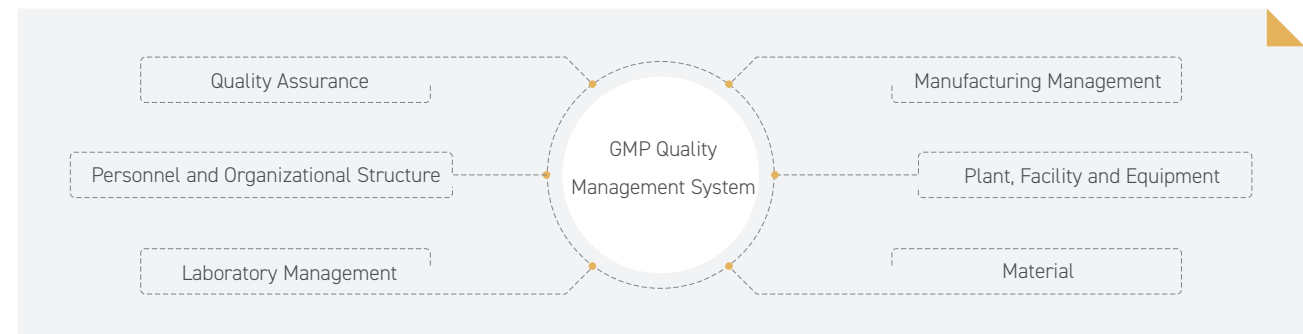 Quality Assurance
Manufacturing Management
GMP Quality
Management System
Personnel and Organizational Structure
Plant, Facility and Equipment
Laboratory Management
Material